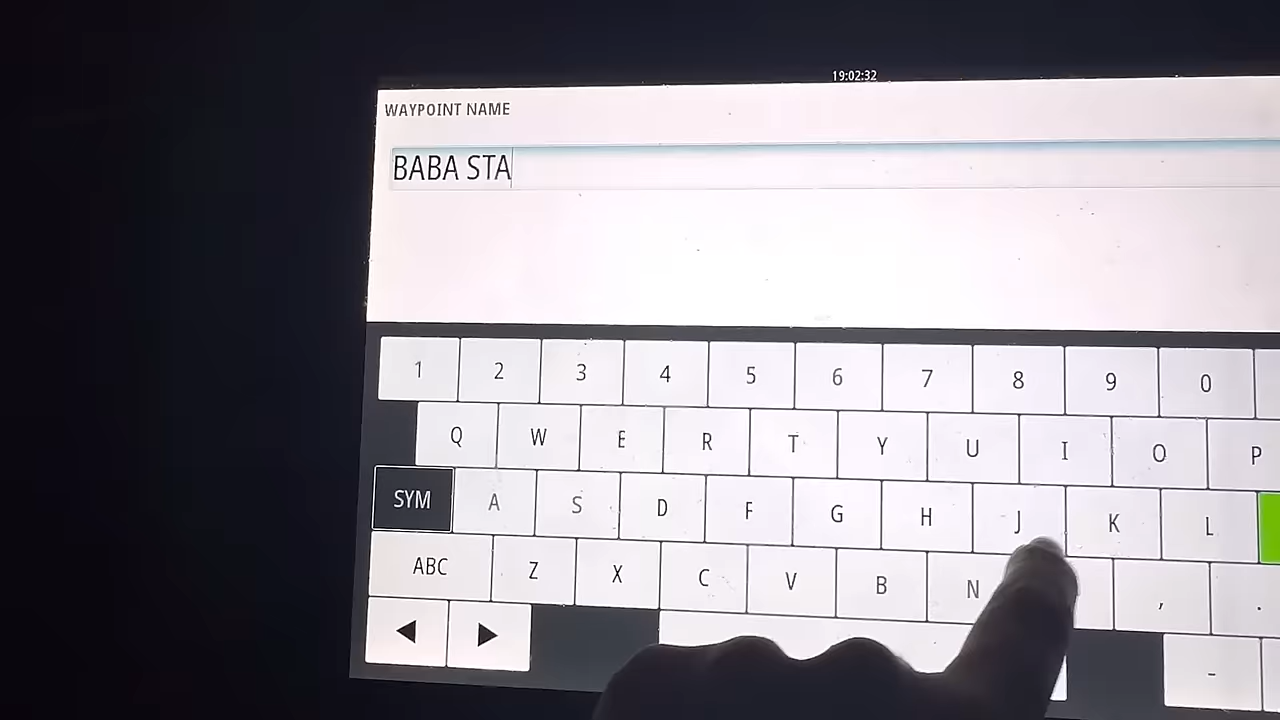 19:02:32
WAYPOINT NAME
BABA STA
1 2 3 4 5 6 7 8 9 0
Q W E R T Y U I O P
SYM A S D F G H J K L
ABC Z X C V B N , .
◀ ▶ -